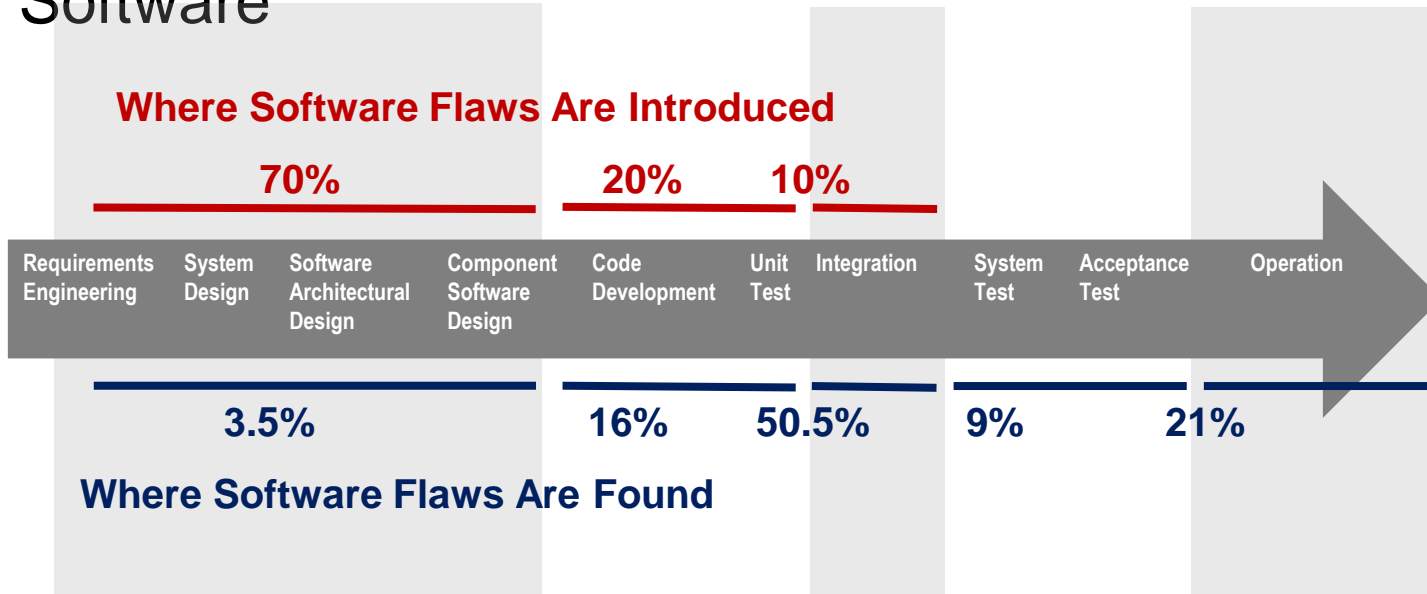 Software
Where Software Flaws Are Introduced
70% 20% 10%
Requirements Engineering
System Design
Software Architectural Design
Component Software Design
Code Development
Unit Test
Integration
System Test
Acceptance Test
Operation
3.5% 16% 50.5% 9% 21%
Where Software Flaws Are Found